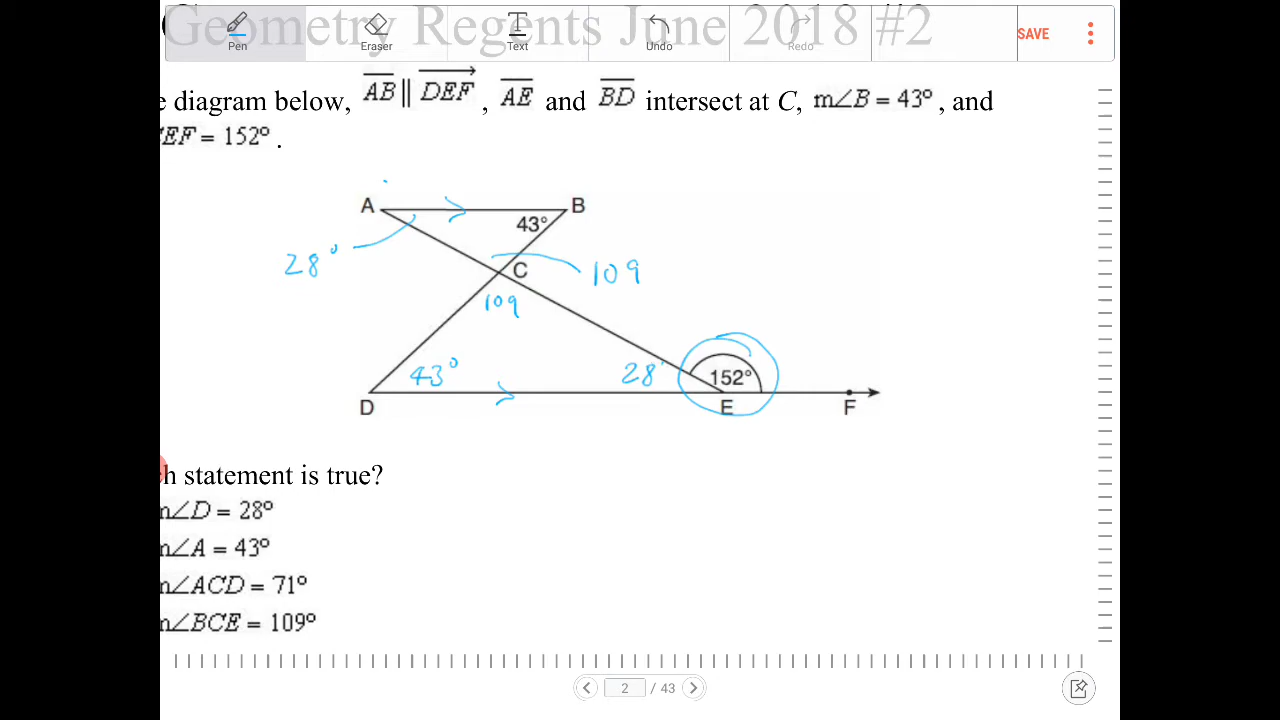 Geometry Regents June 2018 #2
Pen
Eraser
Text
Undo
Redo
SAVE
e diagram below, AB || DEF, AE and BD intersect at C, m∠B = 43°, and
EF = 152°.
A
B
43°
28°
C
109
109
43°
28°
152°
D
E
F
h statement is true?
m∠D = 28°
m∠A = 43°
m∠ACD = 71°
m∠BCE = 109°
2 / 43